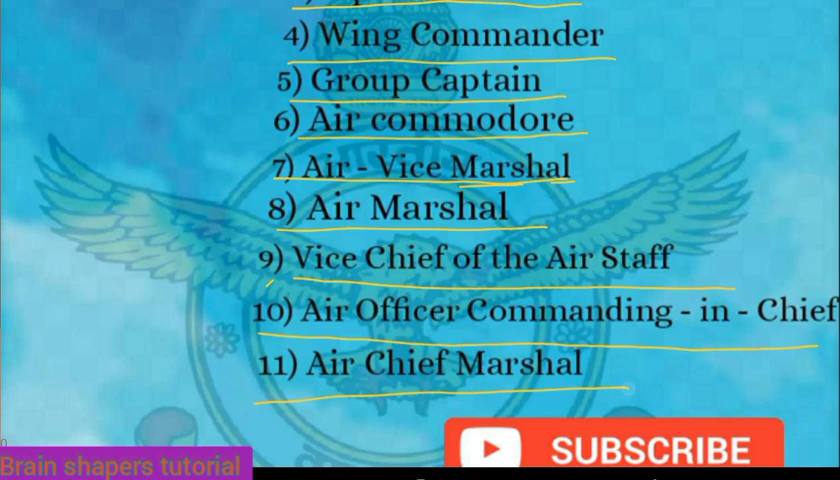 4) Wing Commander
5) Group Captain
6) Air commodore
7) Air - Vice Marshal
8) Air Marshal
9) Vice Chief of the Air Staff
10) Air Officer Commanding - in - Chief
11) Air Chief Marshal
SUBSCRIBE
Brain shapers tutorial